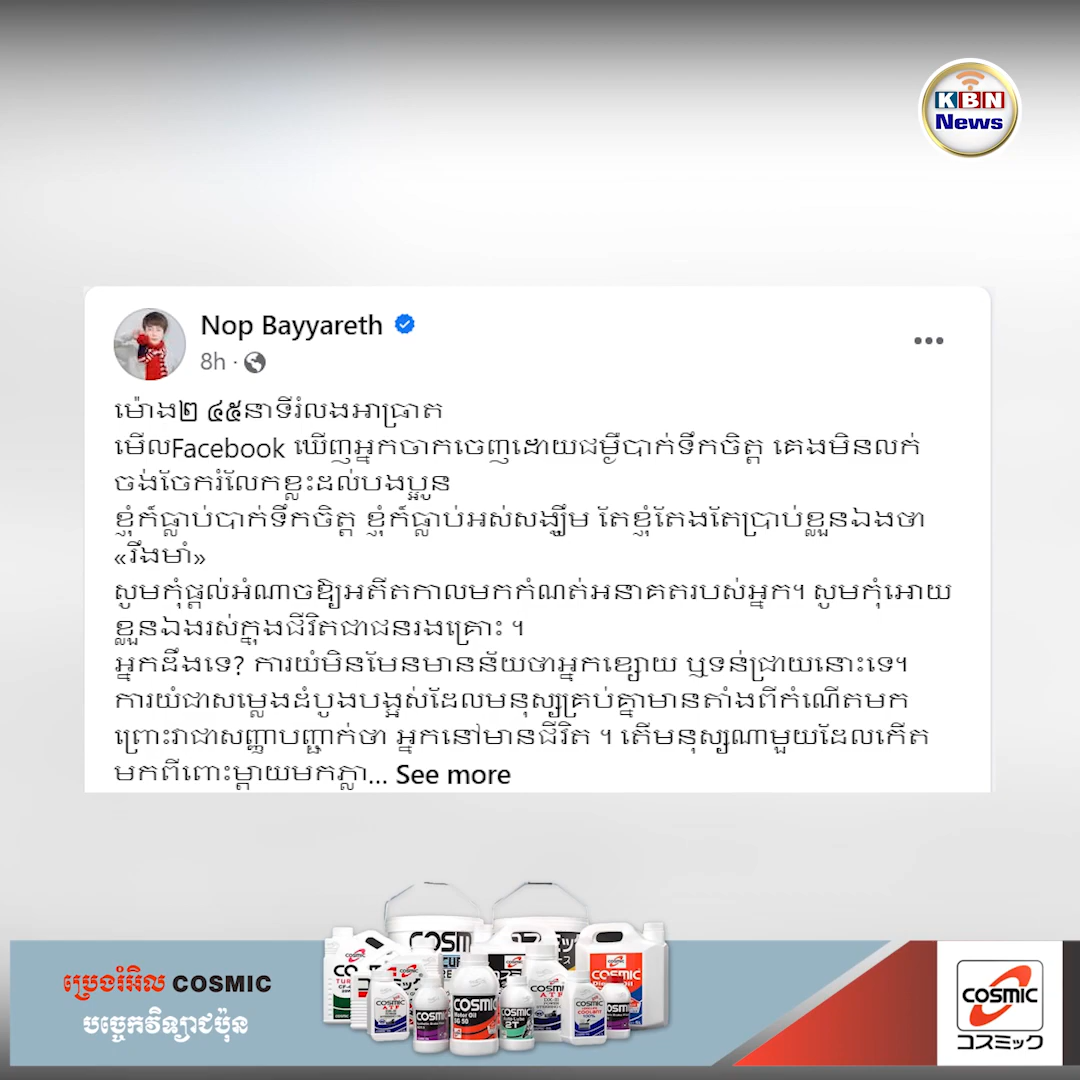 KBN
News
Nop Bayyareth
8h ·
ម៉ោង២ ៤៥នាទីរំលងអាធ្រាត
មើលFacebook ឃើញអ្នកចាកចេញដោយជម្ងឺបាក់ទឹកចិត្ត គេងមិនលក់
ចង់ចែករំលែកខ្លះដល់បងប្អូន
ខ្ញុំក៍ធ្លាប់បាក់ទឹកចិត្ត ខ្ញុំក៍ធ្លាប់អស់សង្ឃឹម តែខ្ញុំតែងតែប្រាប់ខ្លួនឯងថា
«រឹងមាំ»
សូមកុំផ្តល់អំណាចឱ្យអតីតកាលមកកំណត់អនាគតរបស់អ្នក។ សូមកុំអោយ
ខ្លួនឯងរស់ក្នុងជីវិតជាជនរងគ្រោះ ។
អ្នកដឹងទេ? ការយំមិនមែនមានន័យថាអ្នកខ្សោយ ឬទន់ជ្រាយនោះទេ។
ការយំជាសម្លេងដំបូងបង្អស់ដែលមនុស្សគ្រប់គ្នាមានតាំងពីកំណើតមក
ព្រោះវាជាសញ្ញាបញ្ជាក់ថា អ្នកនៅមានជីវិត ។ តើមនុស្សណាមួយដែលកើត
មកពីពោះម្តាយមកភ្លា... See more
ប្រេងរំអិល COSMIC
បច្ចេកវិទ្យាជប៉ុន
COSMIC
Motor Oil
SG 50
COSMIC
2T
COSMIC
ATF
COSMIC
COOLANT
COSMIC
コスミック